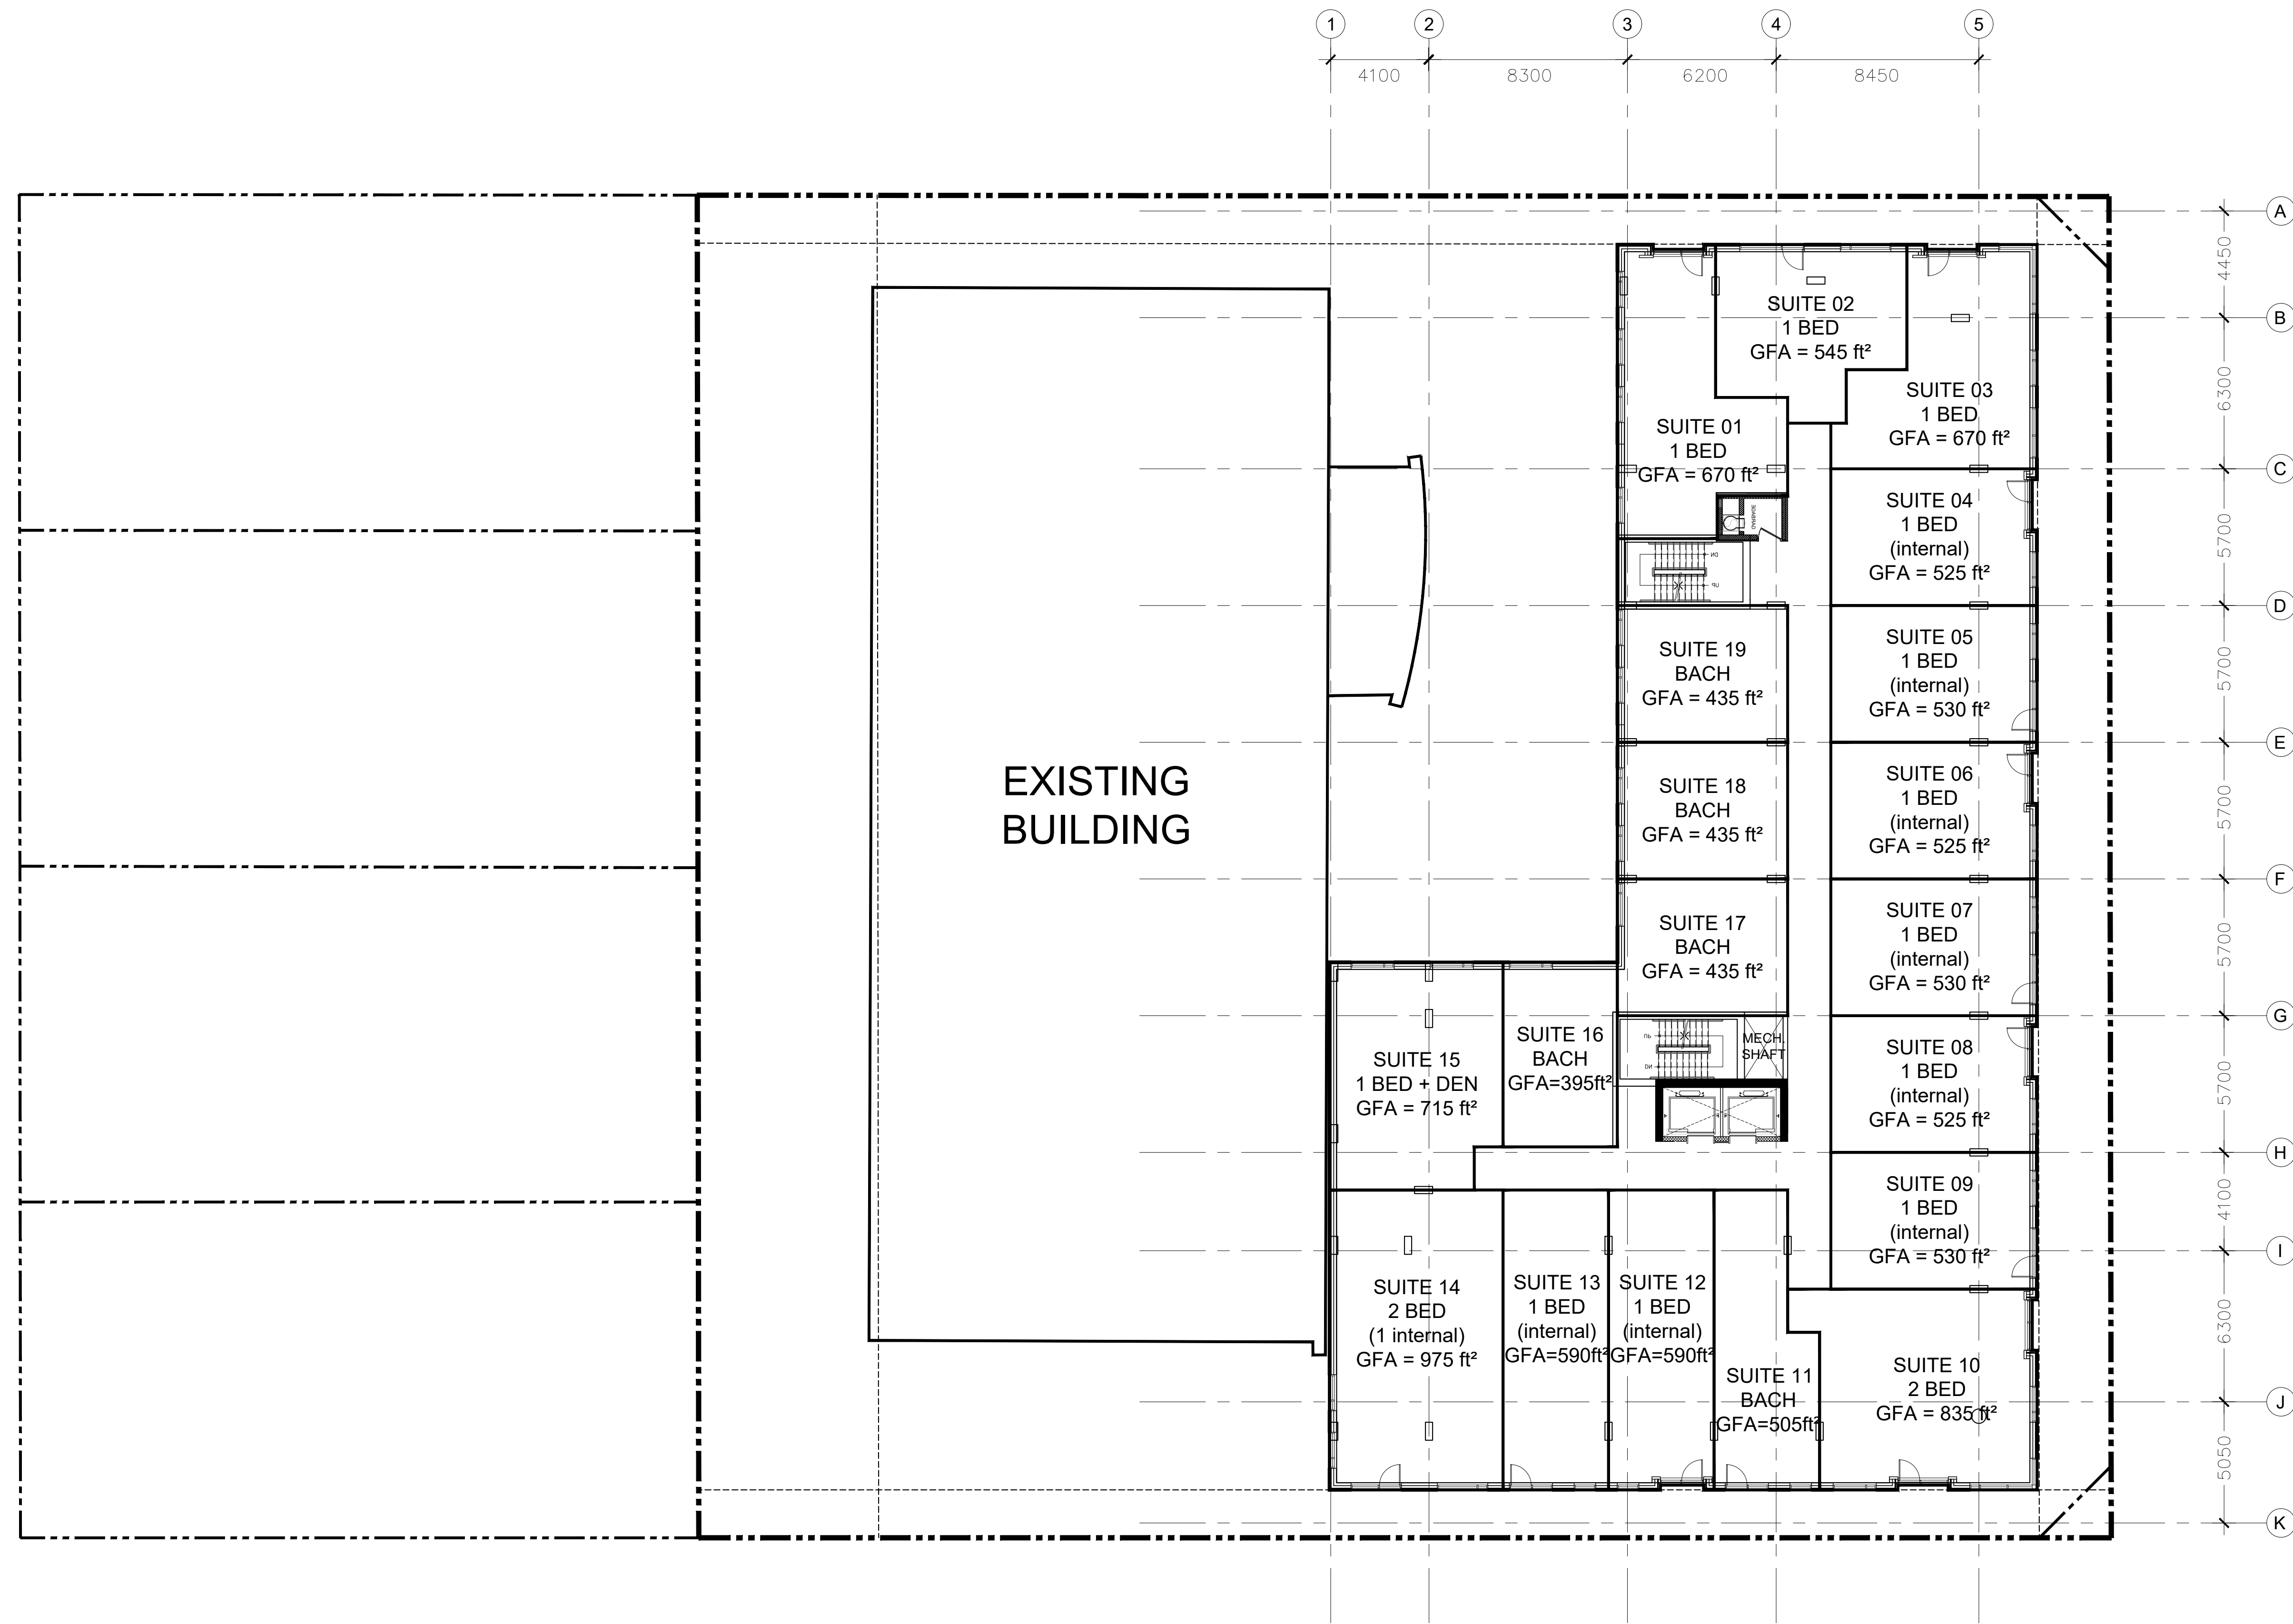 1
2
3
4
5
4100
8300
6200
8450
A
4450
B
6300
C
5700
D
5700
E
5700
F
5700
G
5700
H
4100
I
6300
J
5050
K
SUITE 01
1 BED
GFA = 670 ft²
SUITE 02
1 BED
GFA = 545 ft²
SUITE 03
1 BED
GFA = 670 ft²
SUITE 04
1 BED
(internal)
GFA = 525 ft²
GARBAGE
DN
UP
SUITE 19
BACH
GFA = 435 ft²
SUITE 05
1 BED
(internal)
GFA = 530 ft²
EXISTING
BUILDING
SUITE 18
BACH
GFA = 435 ft²
SUITE 06
1 BED
(internal)
GFA = 525 ft²
SUITE 17
BACH
GFA = 435 ft²
SUITE 07
1 BED
(internal)
GFA = 530 ft²
SUITE 15
1 BED + DEN
GFA = 715 ft²
SUITE 16
BACH
GFA=395ft²
UP
DN
MECH.
SHAFT
SUITE 08
1 BED
(internal)
GFA = 525 ft²
SUITE 09
1 BED
(internal)
GFA = 530 ft²
SUITE 14
2 BED
(1 internal)
GFA = 975 ft²
SUITE 13
1 BED
(internal)
GFA=590ft²
SUITE 12
1 BED
(internal)
GFA=590ft²
SUITE 11
BACH
GFA=505ft²
SUITE 10
2 BED
GFA = 835 ft²